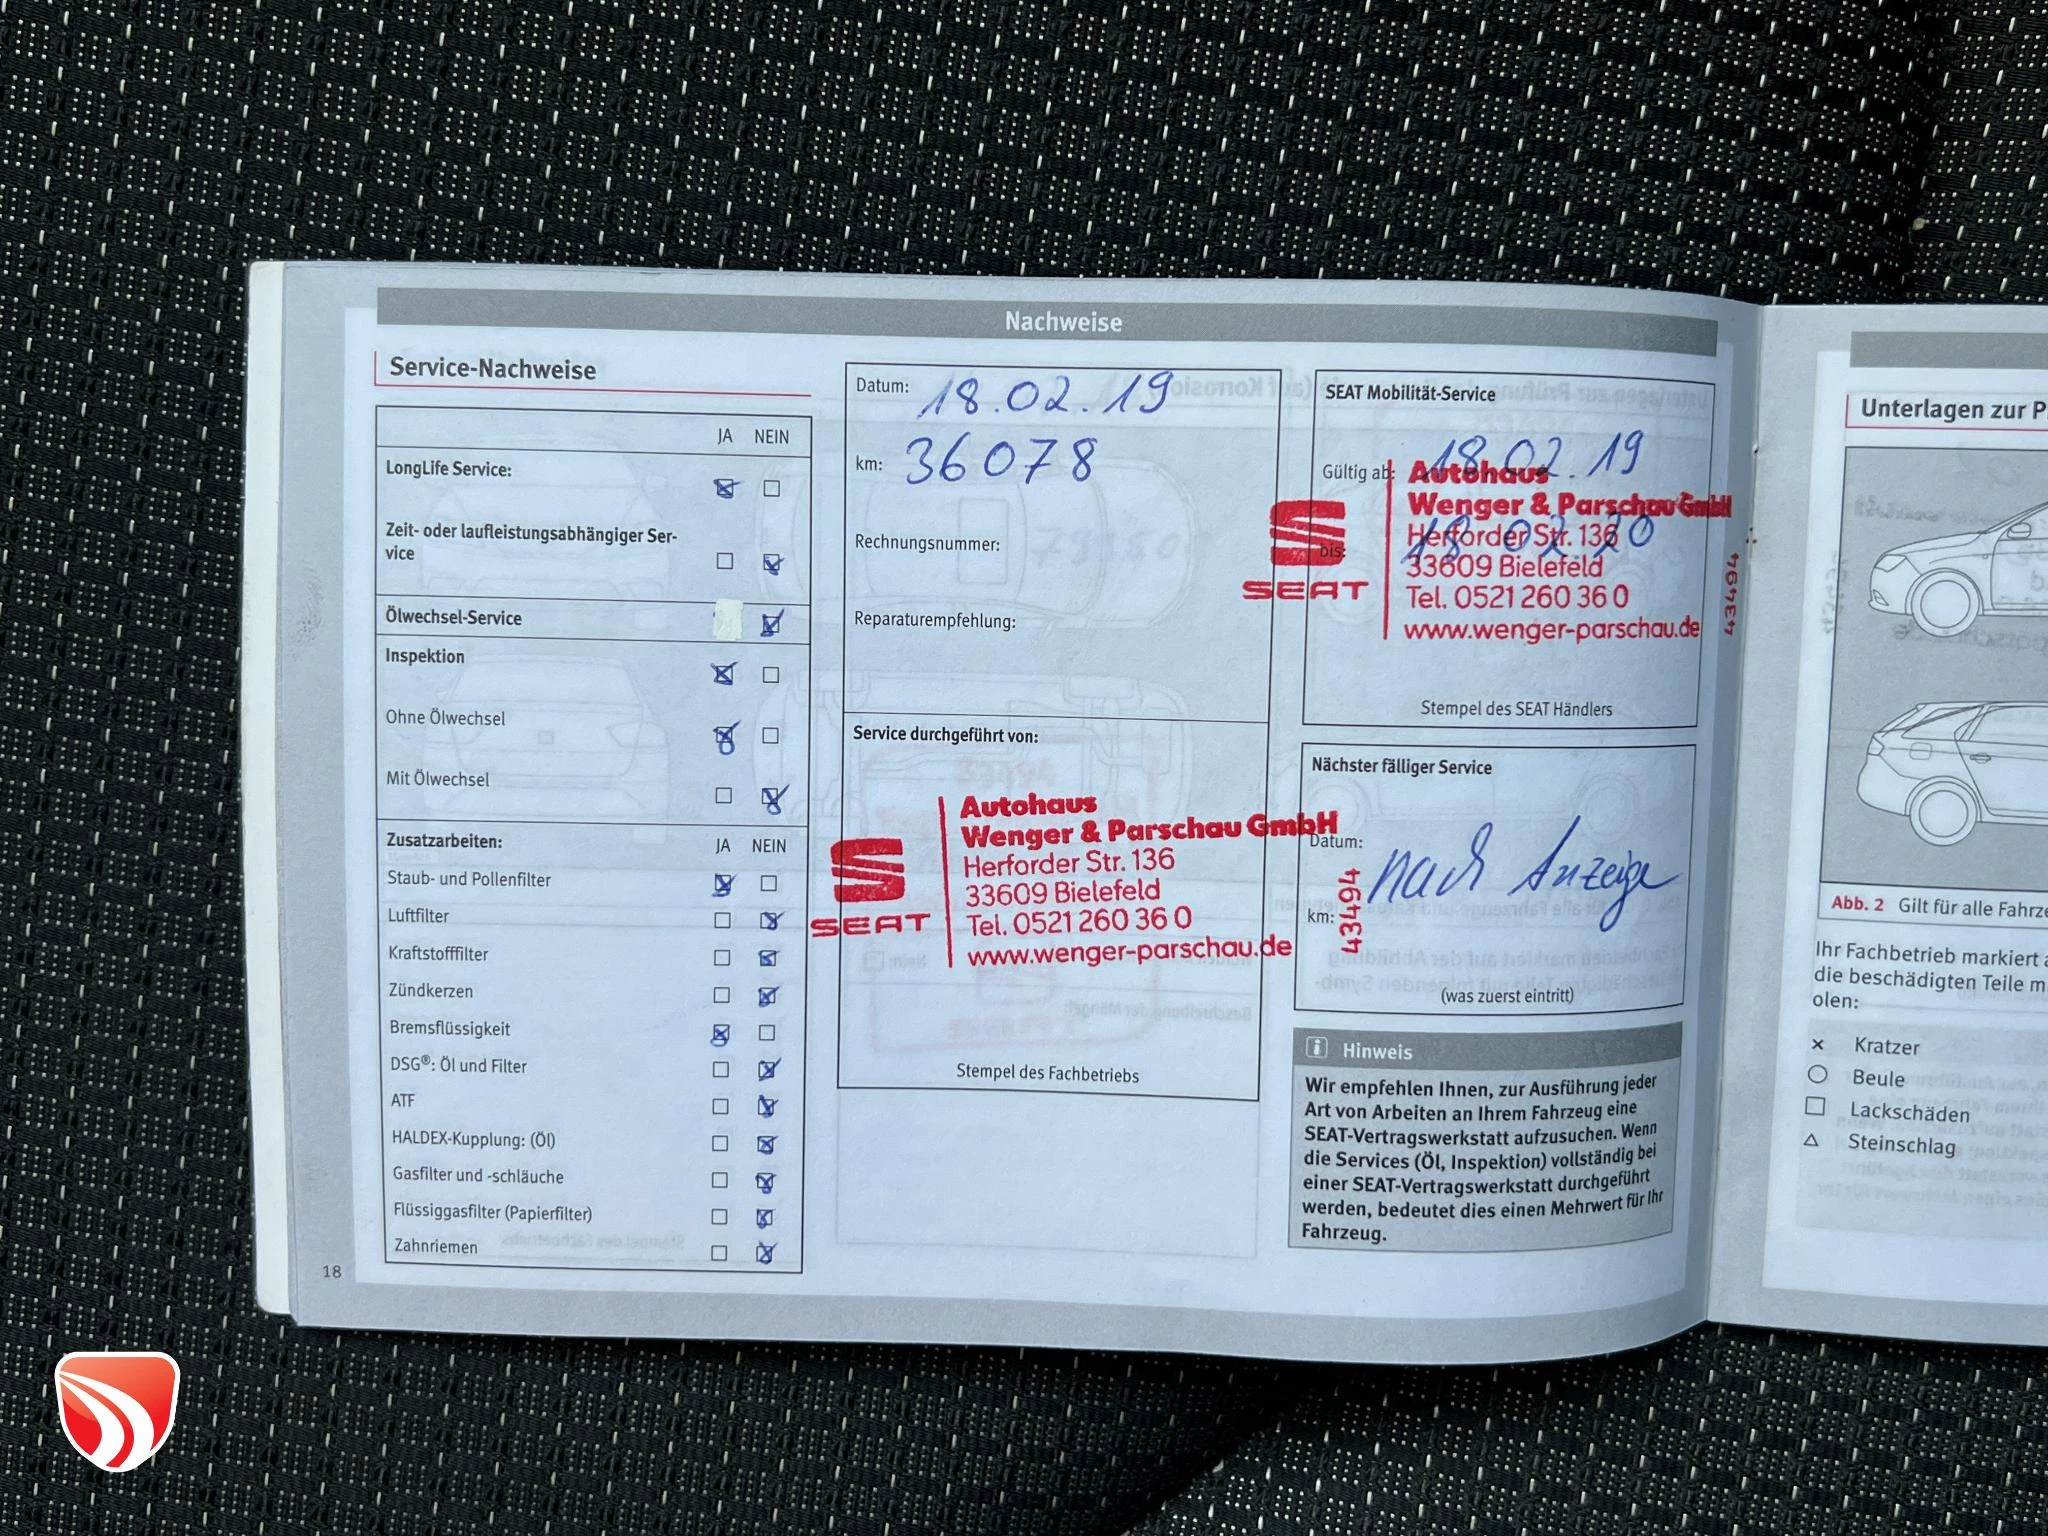 Nachweise
Service-Nachweise
JA NEIN
LongLife Service:
Zeit- oder laufleistungsabhängiger Ser-
vice
Ölwechsel-Service
Inspektion
Ohne Ölwechsel
Mit Ölwechsel
Zusatzarbeiten: JA NEIN
Staub- und Pollenfilter
Luftfilter
Kraftstofffilter
Zündkerzen
Bremsflüssigkeit
DSG®: Öl und Filter
ATF
HALDEX-Kupplung: (Öl)
Gasfilter und -schläuche
Flüssiggasfilter (Papierfilter)
Zahnriemen
18
Datum: 18.02.19
km: 36078
Rechnungsnummer:
Reparaturempfehlung:
Service durchgeführt von:
SEAT
Autohaus
Wenger & Parschau GmbH
Herforder Str. 136
33609 Bielefeld
Tel. 0521 260 36 0
www.wenger-parschau.de
43494
Stempel des Fachbetriebs
SEAT Mobilität-Service
Gültig ab: 18.02.19
bis: 18.02.20
SEAT
Autohaus
Wenger & Parschau GmbH
Herforder Str. 136
33609 Bielefeld
Tel. 0521 260 36 0
www.wenger-parschau.de
43494
Stempel des SEAT Händlers
Nächster fälliger Service
Datum: nach Anzeige
km:
(was zuerst eintritt)
i Hinweis
Wir empfehlen Ihnen, zur Ausführung jeder
Art von Arbeiten an Ihrem Fahrzeug eine
SEAT-Vertragswerkstatt aufzusuchen. Wenn
die Services (Öl, Inspektion) vollständig bei
einer SEAT-Vertragswerkstatt durchgeführt
werden, bedeutet dies einen Mehrwert für Ihr
Fahrzeug.
Unterlagen zur
Abb. 2 Gilt für alle
Ihr Fachbetrieb markiert
die beschädigten Teile
olen:
× Kratzer
○ Beule
□ Lackschäden
△ Steinschlag